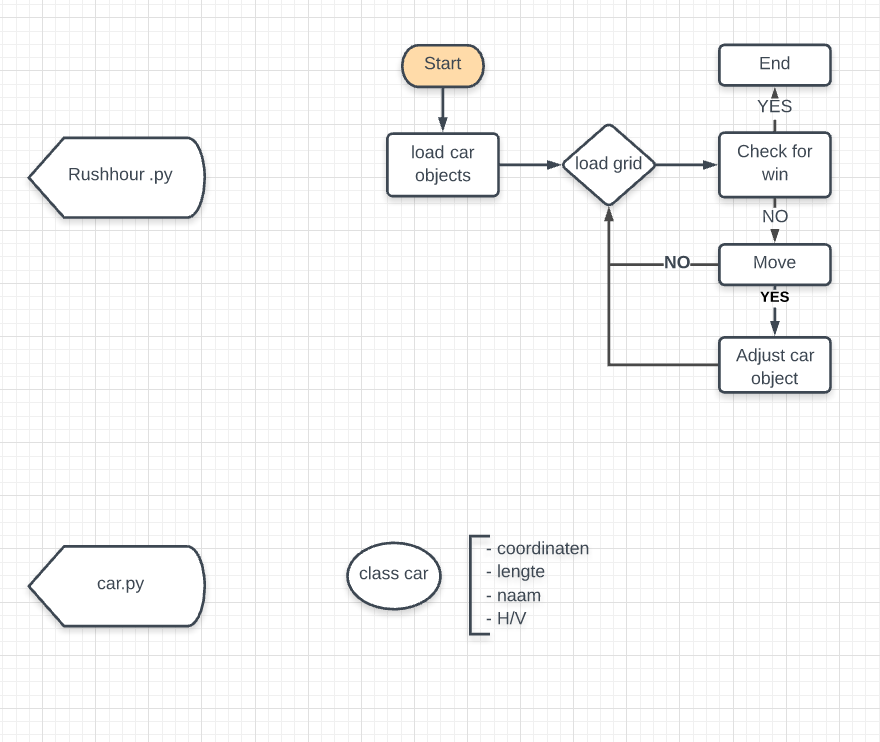 Start
End
YES
Rushhour .py
load car
objects
load grid
Check for
win
NO
NO
Move
YES
Adjust car
object
car.py
class car
- coordinaten
- lengte
- naam
- H/V